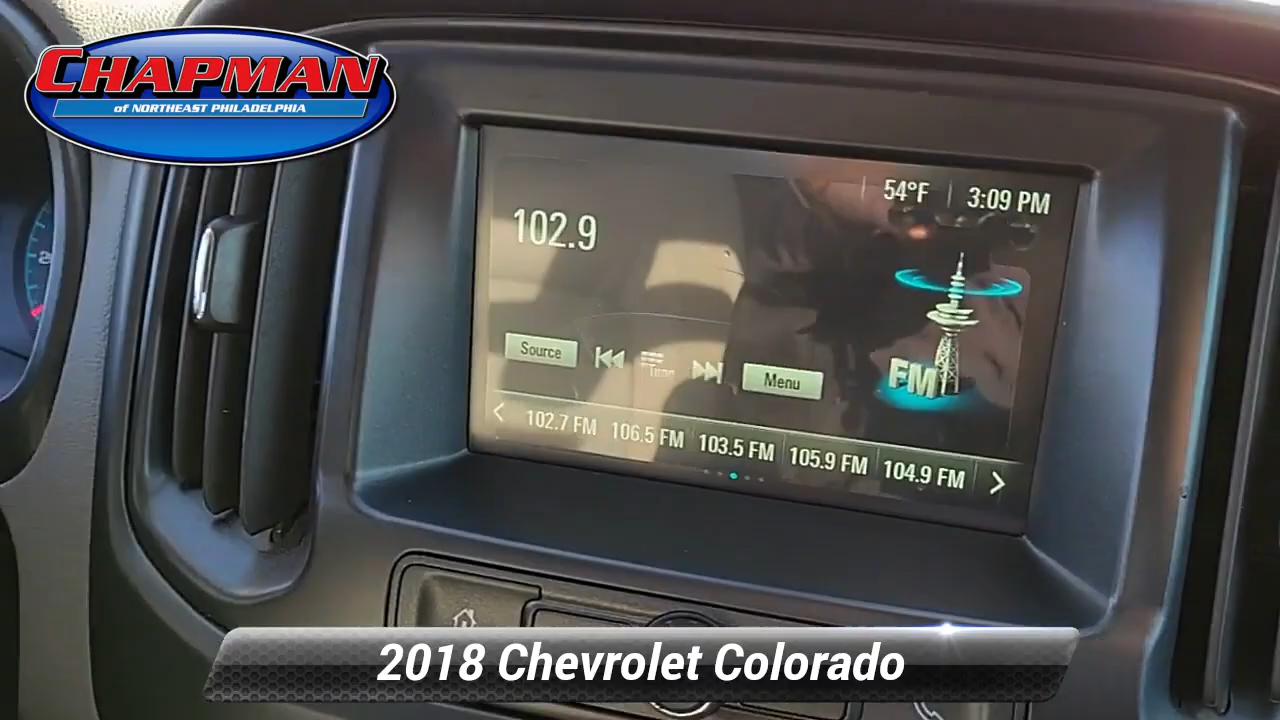 CHAPMAN
of NORTHEAST PHILADELPHIA
54°F 3:09 PM
102.9
Source Tune Menu
FM
102.7 FM 106.5 FM 103.5 FM 105.9 FM 104.9 FM
2018 Chevrolet Colorado